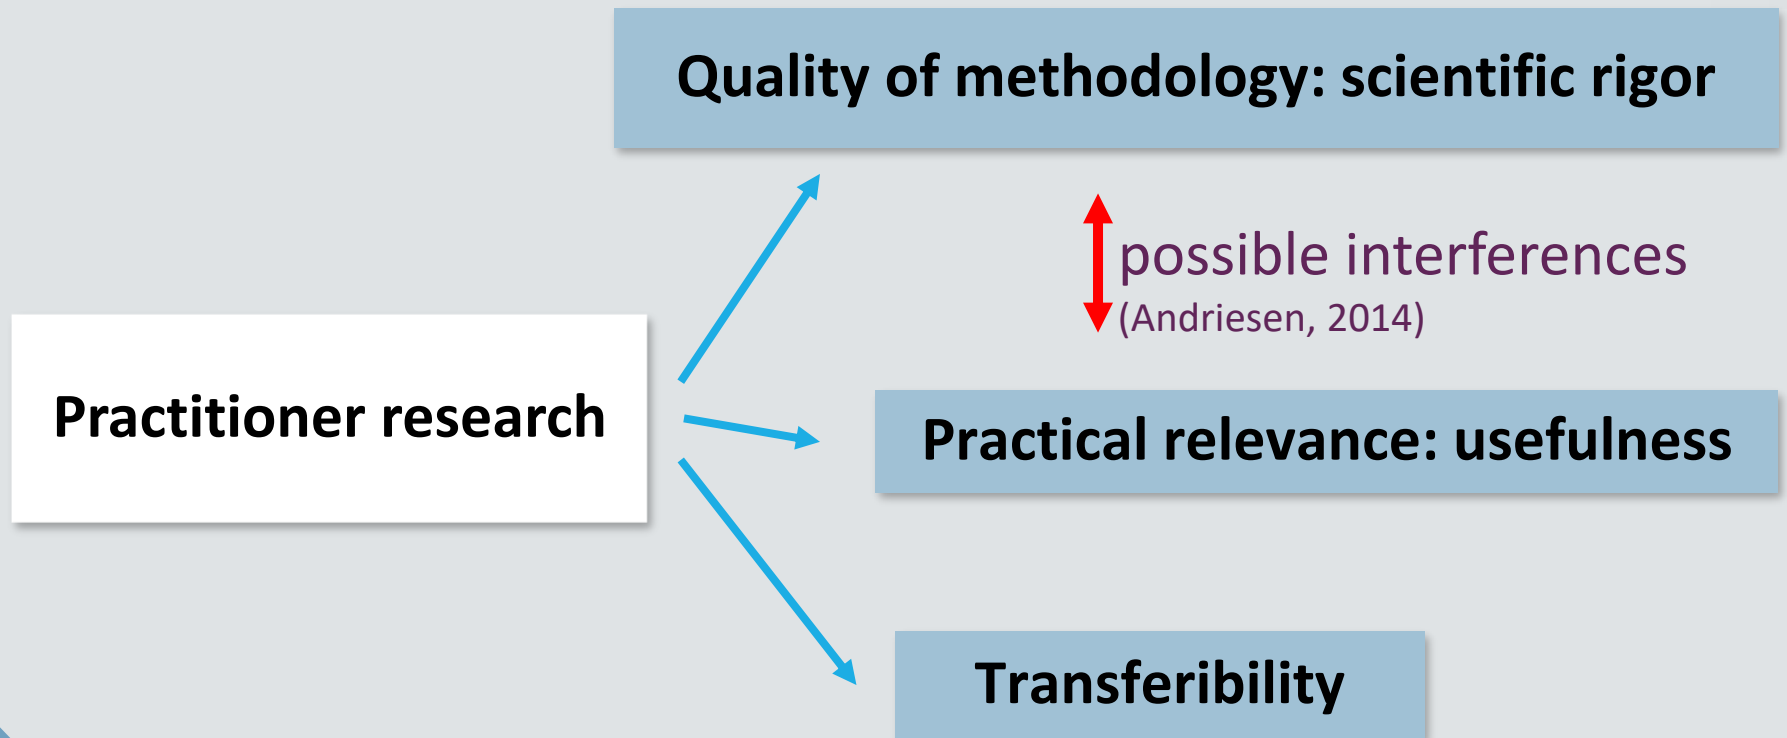 Quality of methodology: scientific rigor
possible interferences
(Andriesen, 2014)
Practitioner research
Practical relevance: usefulness
Transferibility